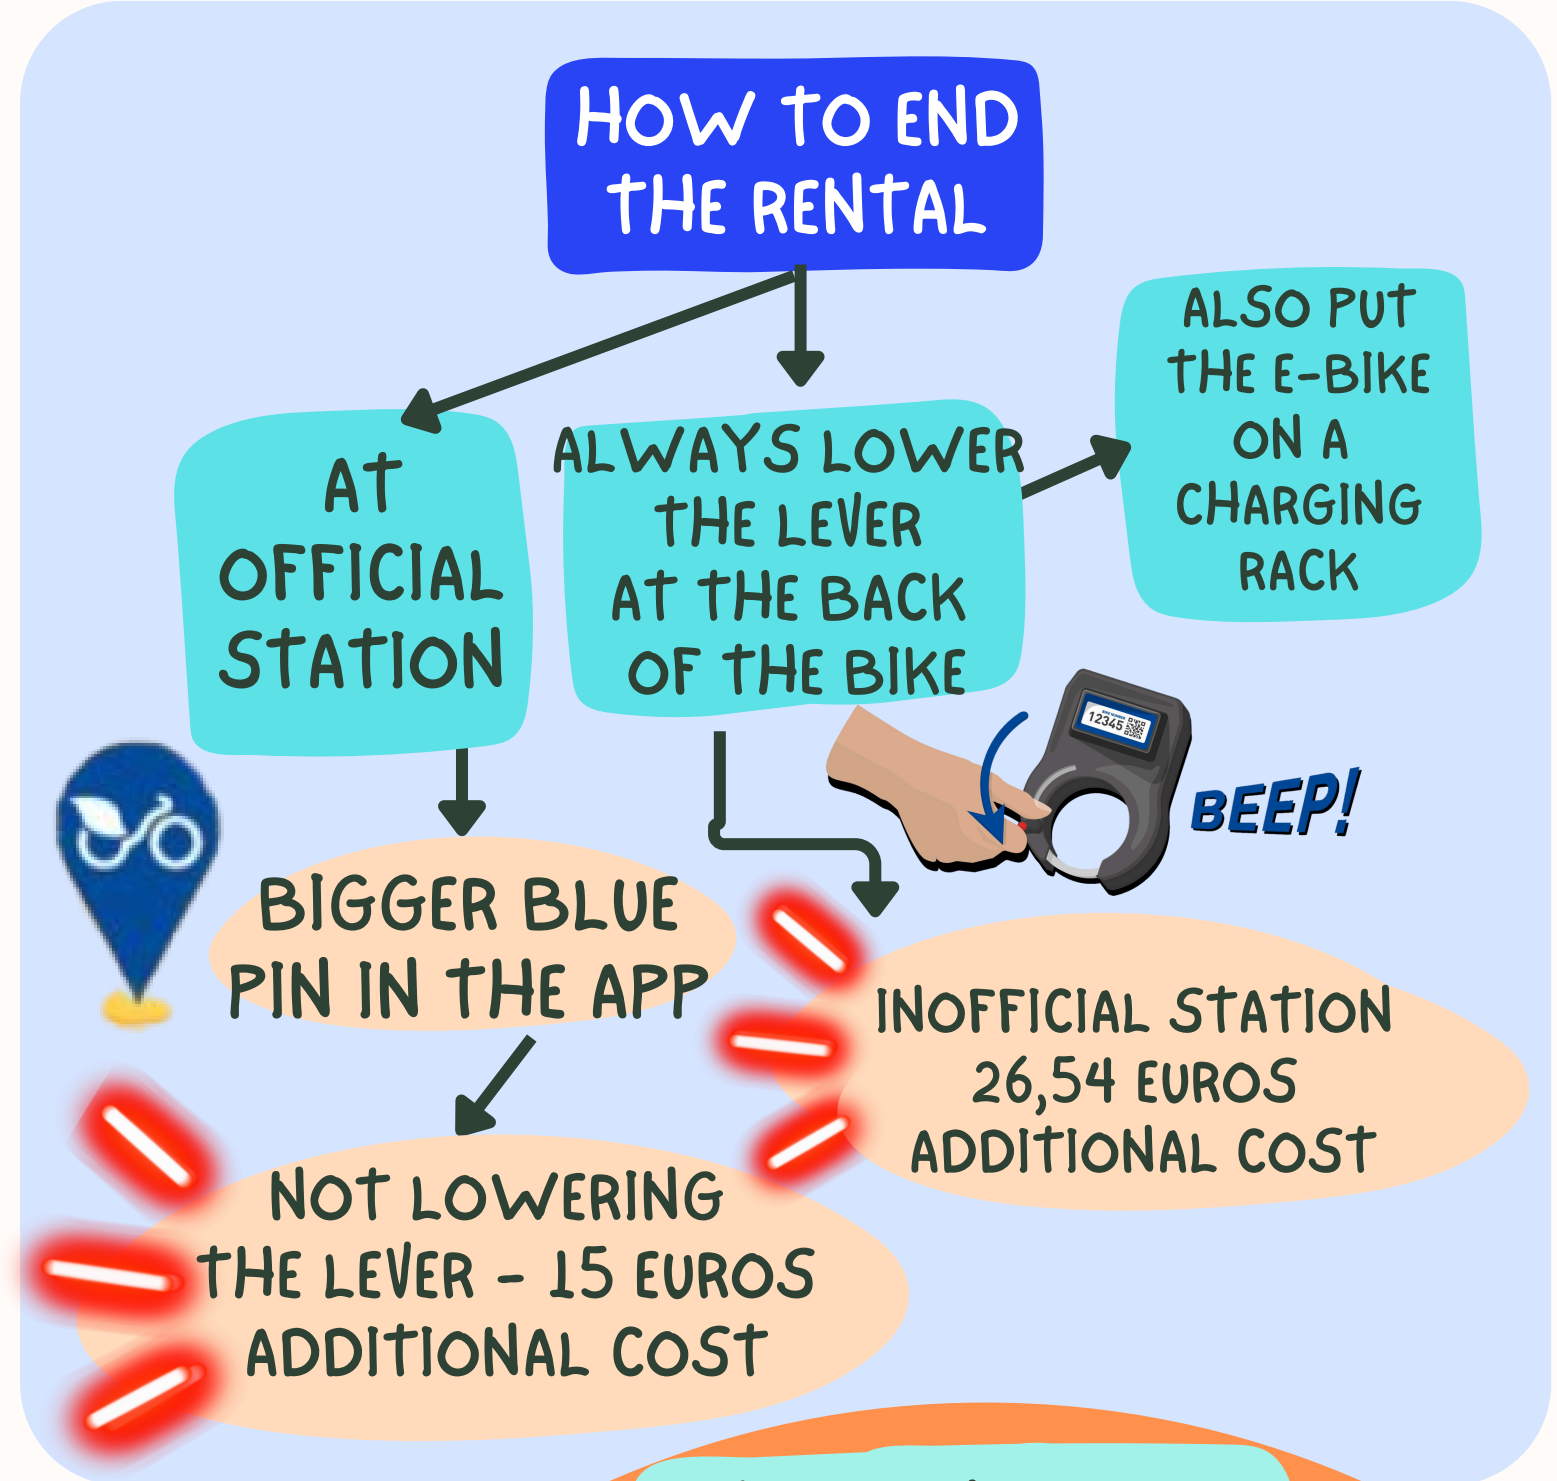 HOW TO END
THE RENTAL
ALSO PUT
THE E-BIKE
ON A
CHARGING
RACK
AT
OFFICIAL
STATION
ALWAYS LOWER
THE LEVER
AT THE BACK
OF THE BIKE
12345
BEEP!
BIGGER BLUE
PIN IN THE APP
INOFFICIAL STATION
26,54 EUROS
ADDITIONAL COST
NOT LOWERING
THE LEVER - 15 EUROS
ADDITIONAL COST